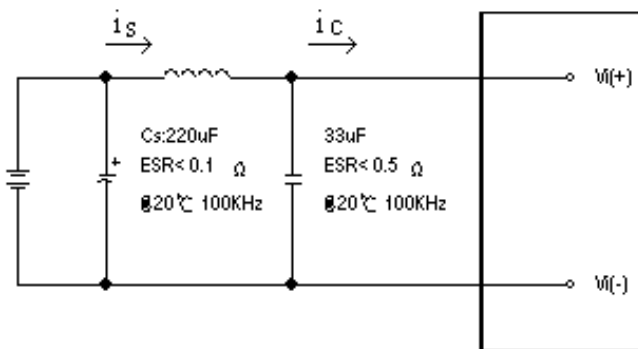 is
ic
Vi(+)
Cs:220uF
33uF
+
ESR< 0.1 Ω
ESR< 0.5 Ω
@20℃ 100KHz
@20℃ 100KHz
Vi(-)